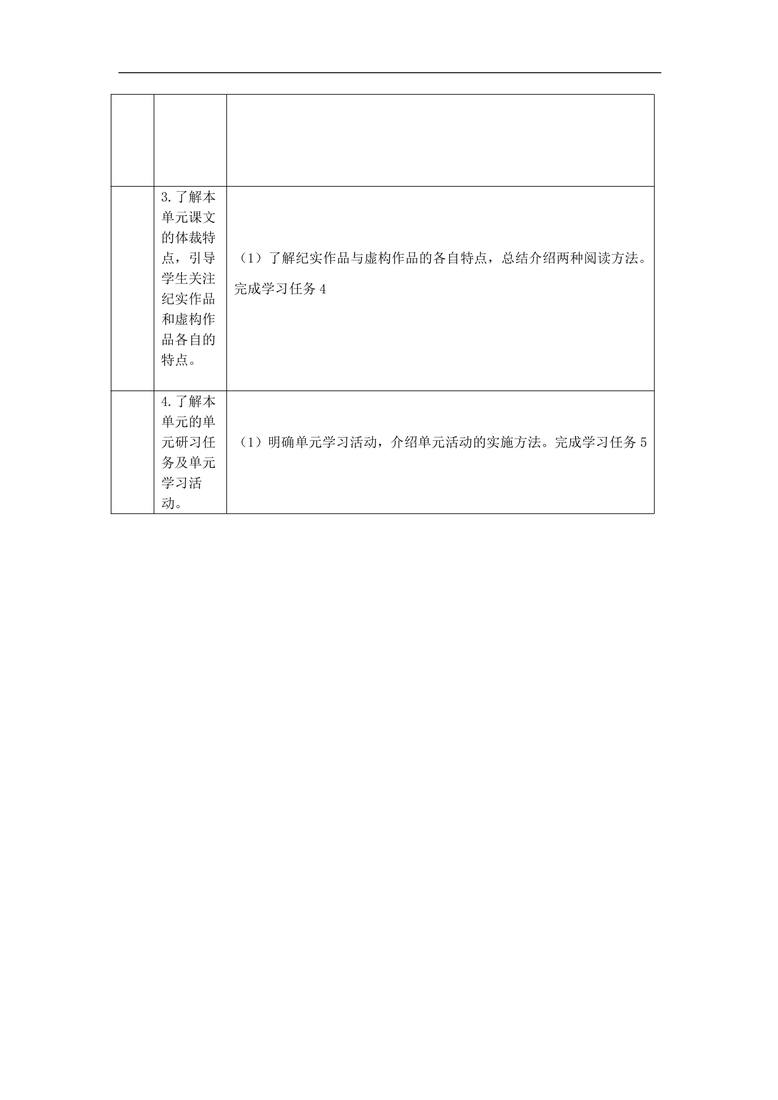 3.了解本
单元课文
的体裁特
点，引导
学生关注
纪实作品
和虚构作
品各自的
特点。
（1）了解纪实作品与虚构作品的各自特点，总结介绍两种阅读方法。
完成学习任务 4
4.了解本
单元的单
元研习任
务及单元
学习活
动。
（1）明确单元学习活动，介绍单元活动的实施方法。完成学习任务 5